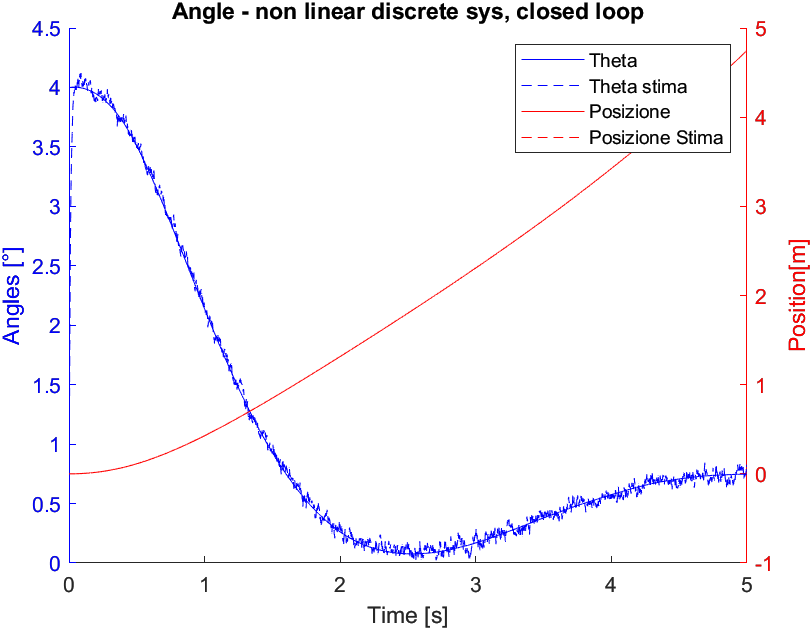 Angle - non linear discrete sys, closed loop
4.5
4
3.5
3
2.5
2
1.5
1
0.5
0
Angles [°]
Theta
Theta stima
Posizione
Posizione Stima
5
4
3
2
1
0
-1
Position[m]
0 1 2 3 4 5
Time [s]